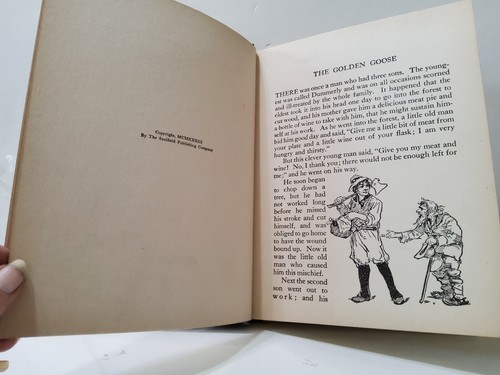 Copyright, MCMXXXIII
By The Saalfield Publishing Company
THE GOLDEN GOOSE
THERE was once a man who had three sons. The young-
est was called Dummerly and was on all occasions scorned
and ill-treated by the whole family. It happened that the
eldest took it into his head one day to go into the forest to
cut wood, and his mother gave him a delicious meat pie and
a bottle of wine to take with him, that he might sustain him-
self at his work. As he went into the forest, a little old man
bid him good day and said, "Give me a little bit of meat from
your plate and a little wine out of your flask; I am very
hungry and thirsty."
But this clever young man said, "Give you my meat and
wine! No, I thank you; there would not be enough left for
me;" and he went on his way.
He soon began
to chop down a
tree, but he had
not worked long
before he missed
his stroke and cut
himself, and was
obliged to go home
to have the wound
bound up. Now it
was the little old
man who caused
him this mischief.
Next the second
son went out to
work; and his